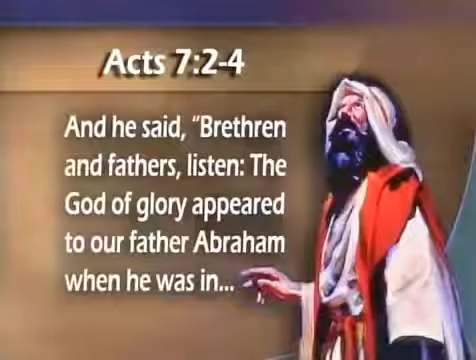 Acts 7:2-4
And he said, “Brethren
and fathers, listen: The
God of glory appeared
to our father Abraham
when he was in...